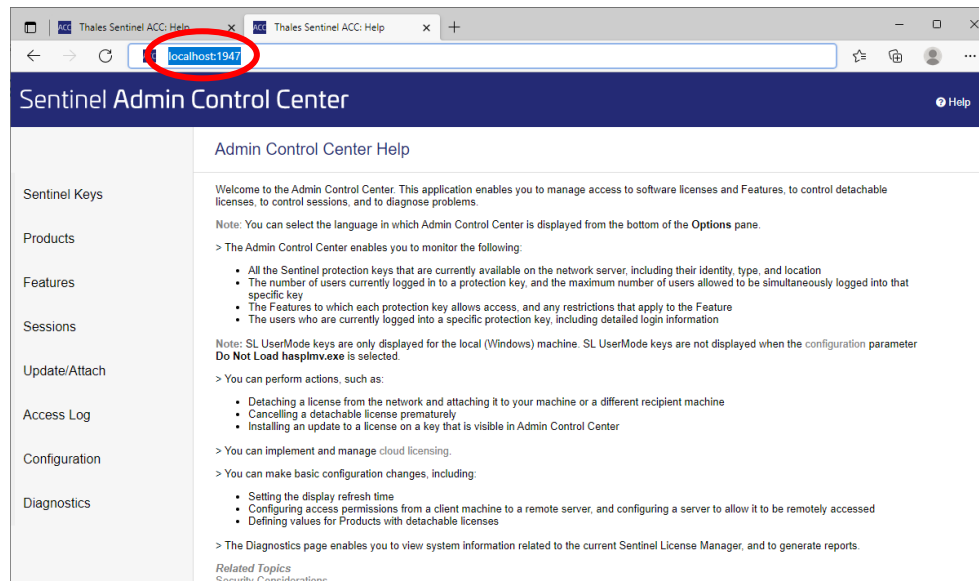 Thales Sentinel ACC: Help
Thales Sentinel ACC: Help
localhost:1947
Sentinel Admin Control Center
Help
Admin Control Center Help
Sentinel Keys
Products
Features
Sessions
Update/Attach
Access Log
Configuration
Diagnostics
Welcome to the Admin Control Center. This application enables you to manage access to software licenses and Features, to control detachable
licenses, to control sessions, and to diagnose problems.
Note: You can select the language in which Admin Control Center is displayed from the bottom of the Options pane.
> The Admin Control Center enables you to monitor the following:
• All the Sentinel protection keys that are currently available on the network server, including their identity, type, and location
• The number of users currently logged in to a protection key, and the maximum number of users allowed to be simultaneously logged into that
specific key
• The Features to which each protection key allows access, and any restrictions that apply to the Feature
• The users who are currently logged into a specific protection key, including detailed login information
Note: SL UserMode keys are only displayed for the local (Windows) machine. SL UserMode keys are not displayed when the configuration parameter
Do Not Load hasplmv.exe is selected.
> You can perform actions, such as:
• Detaching a license from the network and attaching it to your machine or a different recipient machine
• Cancelling a detachable license prematurely
• Installing an update to a license on a key that is visible in Admin Control Center
> You can implement and manage cloud licensing.
> You can make basic configuration changes, including:
• Setting the display refresh time
• Configuring access permissions from a client machine to a remote server, and configuring a server to allow it to be remotely accessed
• Defining values for Products with detachable licenses
> The Diagnostics page enables you to view system information related to the current Sentinel License Manager, and to generate reports.
Related Topics
Security Considerations